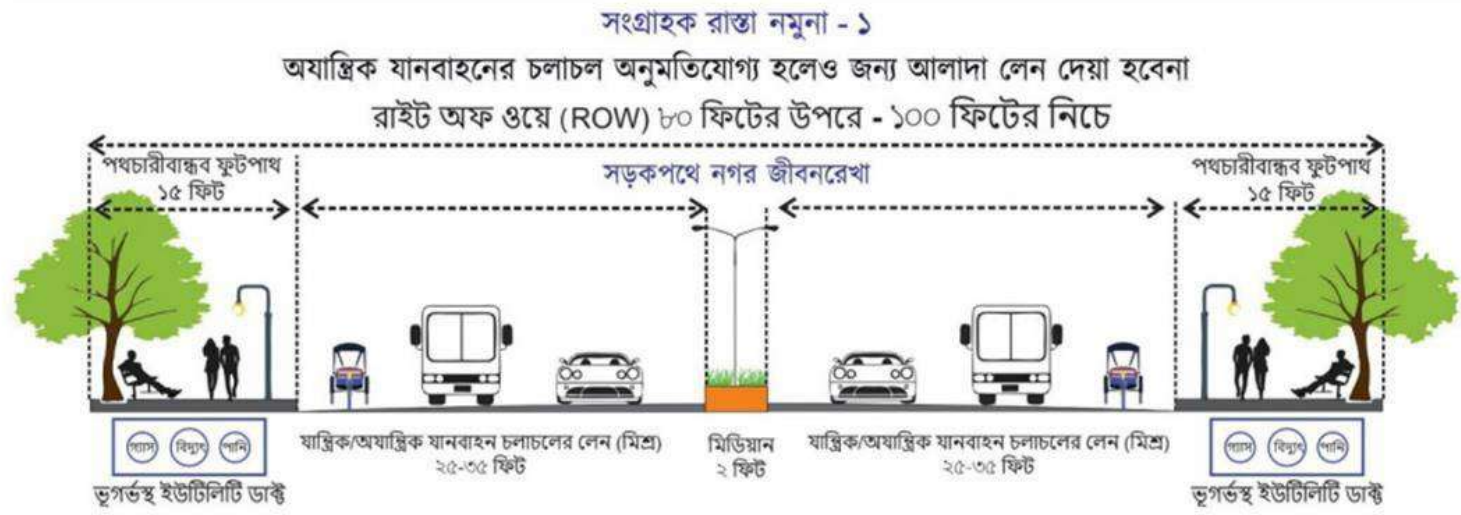 সংগ্রাহক রাস্তা নমুনা - ১
অযান্ত্রিক যানবাহনের চলাচল অনুমতিযোগ্য হলেও জন্য আলাদা লেন দেয়া হবেনা
রাইট অফ ওয়ে (ROW) ৮০ ফিটের উপরে - ১০০ ফিটের নিচে
পথচারীবান্ধব ফুটপাথ
১৫ ফিট
সড়কপথে নগর জীবনরেখা
পথচারীবান্ধব ফুটপাথ
১৫ ফিট
গ্যাস বিদ্যুৎ পানি
ভূগর্ভস্থ ইউটিলিটি ডাক্ট
যান্ত্রিক/অযান্ত্রিক যানবাহন চলাচলের লেন (মিশ্র)
২৫-৩৫ ফিট
মিডিয়ান
২ ফিট
যান্ত্রিক/অযান্ত্রিক যানবাহন চলাচলের লেন (মিশ্র)
২৫-৩৫ ফিট
গ্যাস বিদ্যুৎ পানি
ভূগর্ভস্থ ইউটিলিটি ডাক্ট